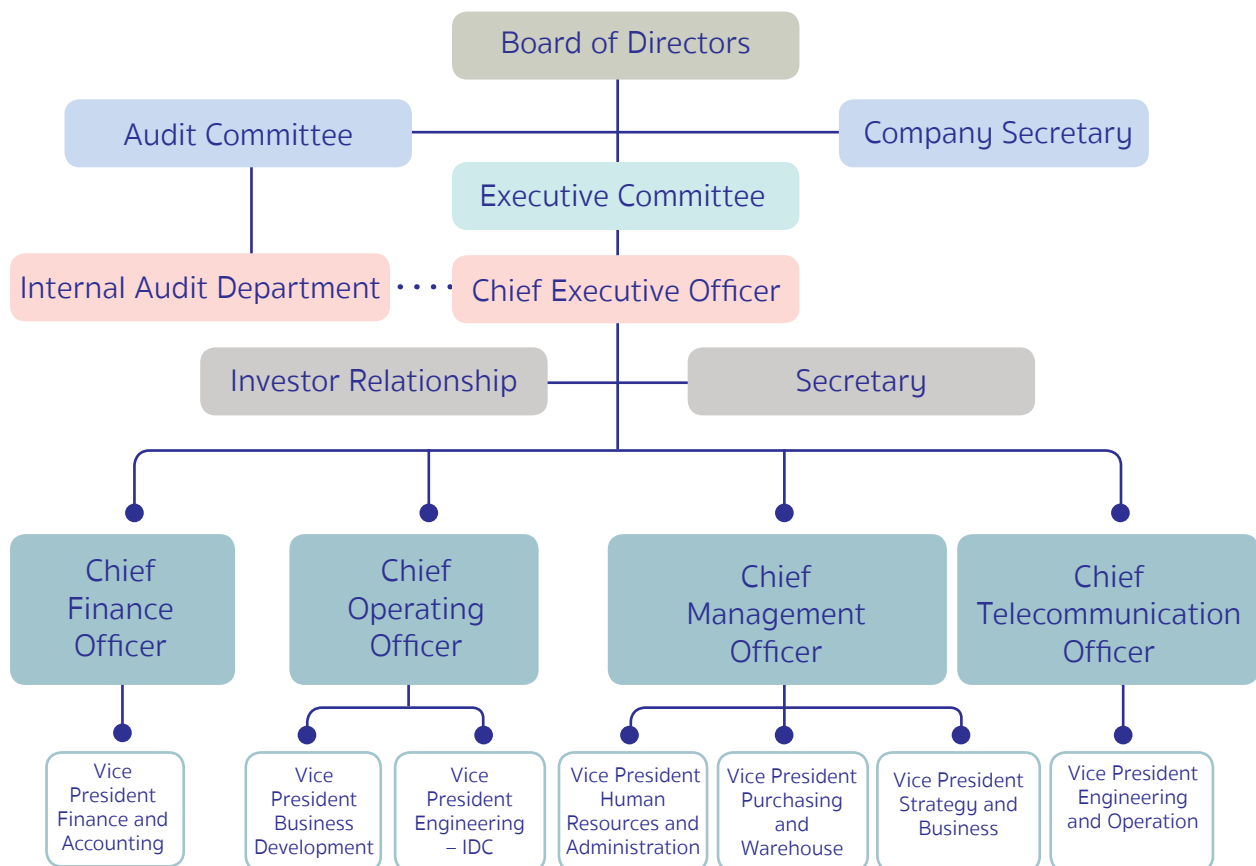 Board of Directors
Audit Committee
Company Secretary
Executive Committee
Internal Audit Department
Chief Executive Officer
Investor Relationship
Secretary
Chief
Finance
Officer
Chief
Operating
Officer
Chief
Management
Officer
Chief
Telecommunication
Officer
Vice
President
Finance and
Accounting
Vice
President
Business
Development
Vice
President
Engineering
– IDC
Vice President
Human
Resources and
Administration
Vice President
Purchasing
and
Warehouse
Vice President
Strategy and
Business
Vice President
Engineering
and Operation